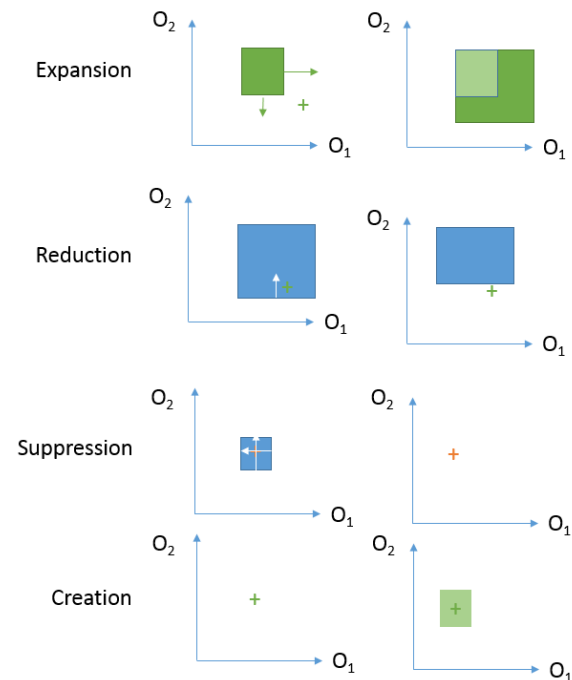 O₂ O₂
Expansion
O₁ O₁
O₂ O₂
Reduction
O₁ O₁
O₂ O₂
Suppression
O₁ O₁
O₂ O₂
Creation
O₁ O₁